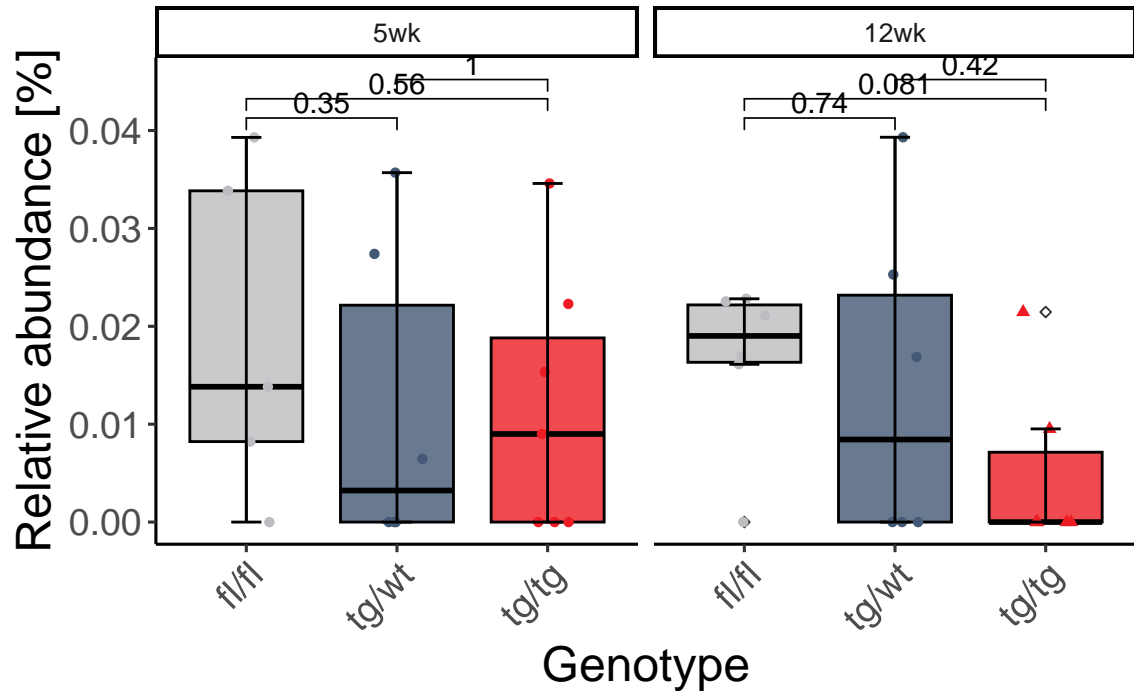 5wk
12wk
1
0.56
0.35
0.42
0.081
0.74
Relative abundance [%]
0.04
0.03
0.02
0.01
0.00
fl/fl
tg/wt
tg/tg
fl/fl
tg/wt
tg/tg
Genotype